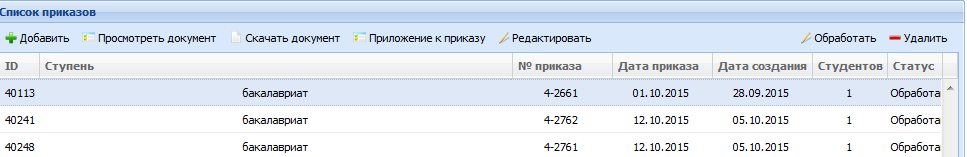 Список приказов
Добавить Просмотреть документ Скачать документ Приложение к приказу Редактировать Обработать Удалить
ID Ступень № приказа Дата приказа Дата создания Студентов Статус
40113 бакалавриат 4-2661 01.10.2015 28.09.2015 1 Обработа
40241 бакалавриат 4-2762 12.10.2015 05.10.2015 1 Обработа
40248 бакалавриат 4-2761 12.10.2015 05.10.2015 1 Обработа